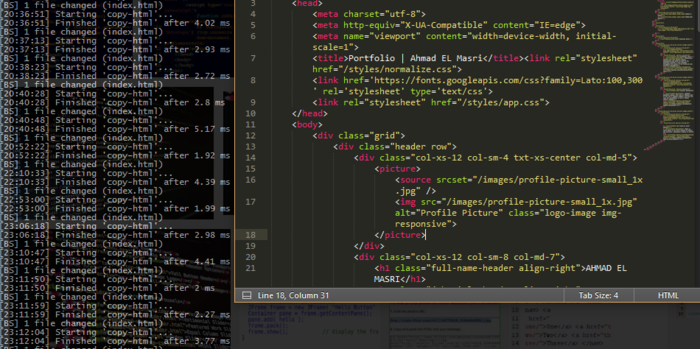 [BS] 1 file changed (index.html)
[20:36:51] Starting 'copy-html'...
[20:36:51] Finished 'copy-html' after 4.02 ms
[BS] 1 file changed (index.html)
[20:37:13] Starting 'copy-html'...
[20:37:13] Finished 'copy-html' after 2.93 ms
[BS] 1 file changed (index.html)
[20:38:23] Starting 'copy-html'...
[20:38:23] Finished 'copy-html' after 2.72 ms
[BS] 1 file changed (index.html)
[20:40:28] Starting 'copy-html'...
[20:40:28] Finished 'copy-html' after 2.8 ms
[BS] 1 file changed (index.html)
[20:40:48] Starting 'copy-html'...
[20:40:48] Finished 'copy-html' after 5.17 ms
[BS] 1 file changed (index.html)
[20:52:22] Starting 'copy-html'...
[20:52:22] Finished 'copy-html' after 1.92 ms
[BS] 1 file changed (index.html)
[22:10:33] Starting 'copy-html'...
[22:10:33] Finished 'copy-html' after 4.39 ms
[BS] 1 file changed (index.html)
[22:53:00] Starting 'copy-html'...
[22:53:00] Finished 'copy-html' after 1.99 ms
[BS] 1 file changed (index.html)
[23:06:18] Starting 'copy-html'...
[23:06:18] Finished 'copy-html' after 2.98 ms
[BS] 1 file changed (index.html)
[23:10:47] Starting 'copy-html'...
[23:10:47] Finished 'copy-html' after 4.41 ms
[BS] 1 file changed (index.html)
[23:11:50] Starting 'copy-html'...
[23:11:50] Finished 'copy-html' after 2 ms
[BS] 1 file changed (index.html)
[23:11:59] Starting 'copy-html'...
[23:11:59] Finished 'copy-html' after 2.27 ms
[BS] 1 file changed (index.html)
[23:12:04] Starting 'copy-html'...
[23:12:04] Finished 'copy-html' after 3.77 ms
[BS] 1 file changed (index.html)
3 <head>
4 <meta charset="utf-8">
5 <meta http-equiv="X-UA-Compatible" content="IE=edge">
6 <meta name="viewport" content="width=device-width, initial-
scale=1">
7 <title>Portfolio | Ahmad EL Masri</title><link rel="stylesheet"
href="/styles/normalize.css">
8 <link href='https://fonts.googleapis.com/css?family=Lato:100,300
' rel='stylesheet' type='text/css'>
9 <link rel="stylesheet" href="/styles/app.css">
10 </head>
11 <body>
12 <div class="grid">
13 <div class="header row">
14 <div class="col-xs-12 col-sm-4 txt-xs-center col-md-5">
15 <picture>
16 <source srcset="/images/profile-picture-small_1x
.jpg" />
17 <img src="/images/profile-picture-small_1x.jpg"
alt="Profile Picture" class="logo-image img-
responsive">
18 </picture>
19 </div>
20 <div class="col-xs-12 col-sm-8 col-md-7">
21 <h1 class="full-name-header align-right">AHMAD EL
MASRI</h1>
Line 18, Column 31
Tab Size: 4
HTML